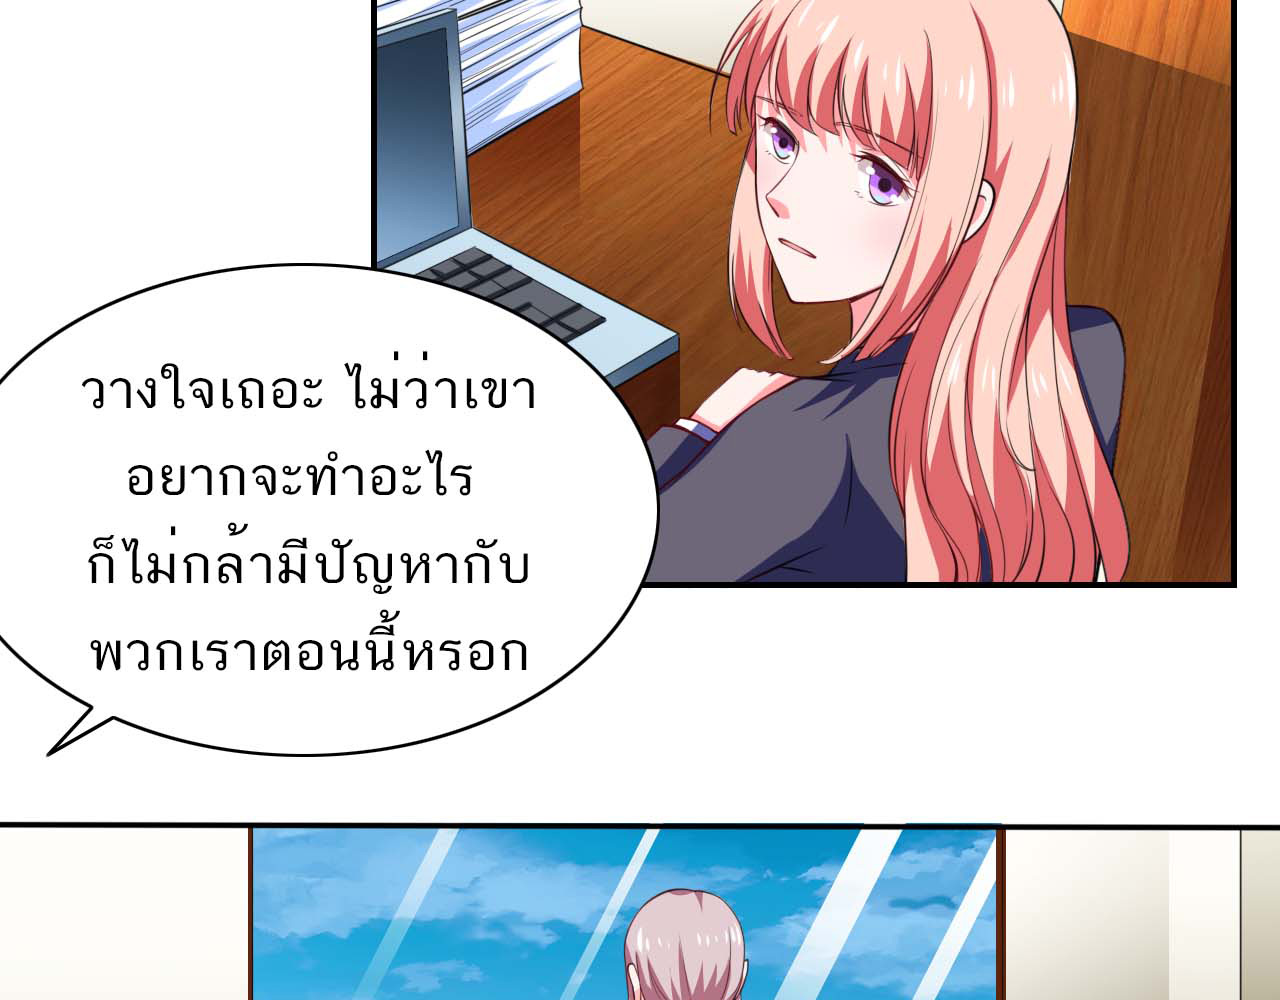 วางใจเถอะ ไม่ว่าเขา
อยากจะทำอะไร
ก็ไม่กล้ามีปัญหากับ
พวกเราตอนนี้หรอก